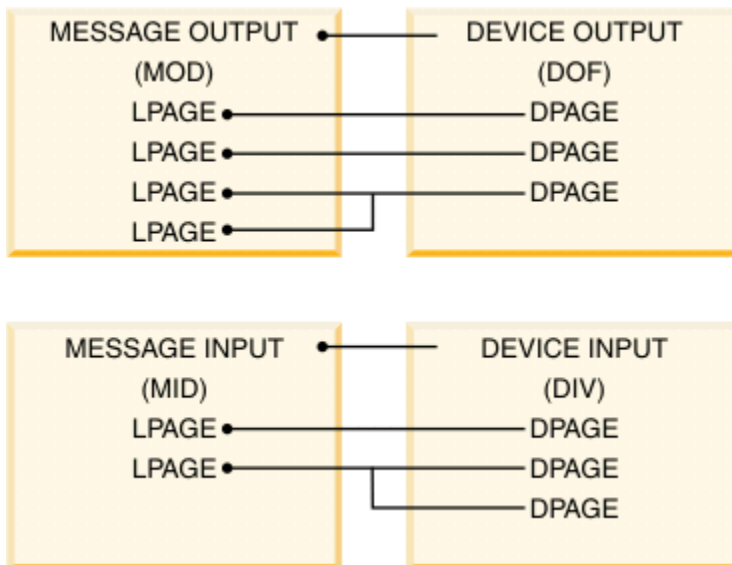 MESSAGE OUTPUT
(MOD)
LPAGE
LPAGE
LPAGE
LPAGE
DEVICE OUTPUT
(DOF)
DPAGE
DPAGE
DPAGE
MESSAGE INPUT
(MID)
LPAGE
LPAGE
DEVICE INPUT
(DIV)
DPAGE
DPAGE
DPAGE